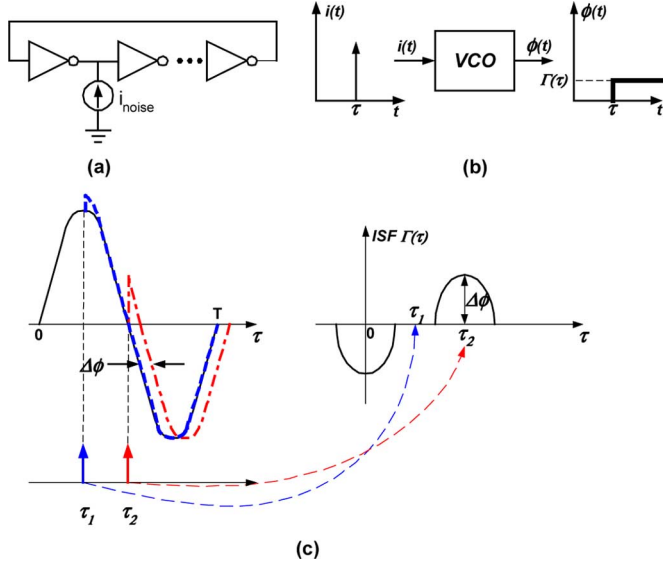 i_noise
(a)
i(t)
τ
t
i(t)
VCO
ϕ(t)
ϕ(t)
Γ(τ)
τ
t
(b)
0
T
τ
Δϕ
τ1
τ2
ISF Γ(τ)
0
τ1
Δϕ
τ2
τ
(c)